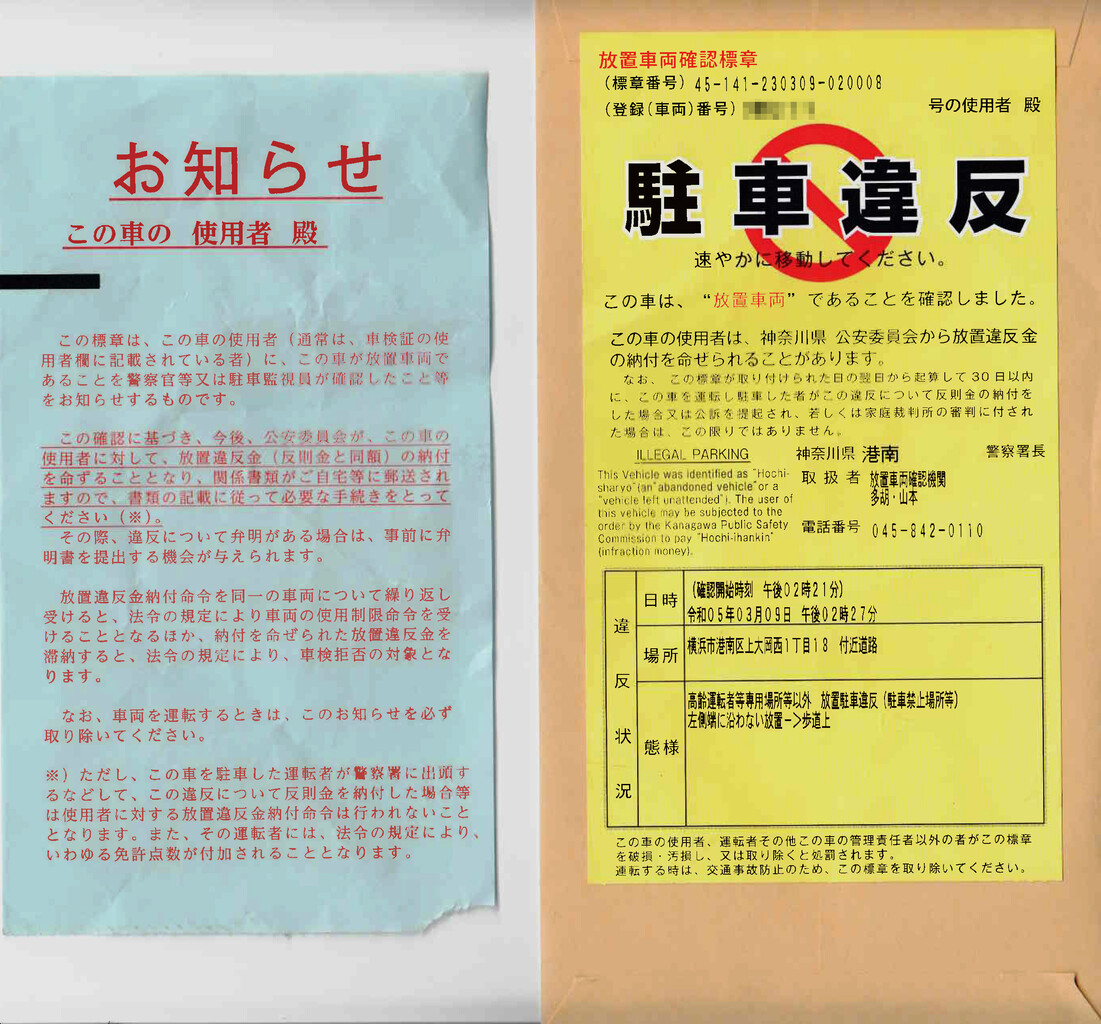 お知らせ
この車の 使用者 殿
この標章は、この車の使用者（通常は、車検証の使
用者欄に記載されている者）に、この車が放置車両で
あることを警察官等又は駐車監視員が確認したこと等
をお知らせするものです。
この確認に基づき、今後、公安委員会が、この車の
使用者に対して、放置違反金（反則金と同額）の納付
を命ずることとなり、関係書類がご自宅等に郵送され
ますので、書類の記載に従って必要な手続きをとって
ください（※）。
その際、違反について弁明がある場合は、事前に弁
明書を提出する機会が与えられます。
放置違反金納付命令を同一の車両について繰り返し
受けると、法令の規定により車両の使用制限命令を受
けることとなるほか、納付を命ぜられた放置違反金を
滞納すると、法令の規定により、車検拒否の対象とな
ります。
なお、車両を運転するときは、このお知らせを必ず
取り除いてください。
※）ただし、この車を駐車した運転者が警察署に出頭す
るなどして、この違反について反則金を納付した場合等
は使用者に対する放置違反金納付命令は行われないこと
となります。また、その運転者には、法令の規定により、
いわゆる免許点数が付加されることとなります。
放置車両確認標章
（標章番号）45-141-230309-020008
（登録（車両）番号）
号の使用者 殿
駐車違反
速やかに移動してください。
この車は、“放置車両”であることを確認しました。
この車の使用者は、神奈川県 公安委員会から放置違反金
の納付を命ぜられることがあります。
なお、この標章が取り付けられた日の翌日から起算して30日以内
に、この車を運転し駐車した者がこの違反について反則金の納付を
した場合又は公訴を提起され、若しくは家庭裁判所の審判に付され
た場合は、この限りではありません。
ILLEGAL PARKING
This Vehicle was identified as "Hochi-
sharyo"(an"abandoned vehicle"or a
"vehicle left unattended"). The user of
this vehicle may be subjected to the
order by the Kanagawa Public Safety
Commission to pay "Hochi-ihankin"
(infraction money).
神奈川県 港南 警察署長
取扱者 放置車両確認機関
多胡・山本
電話番号 045-842-0110
違反状況
日時
（確認開始時刻 午後02時21分）
令和05年03月09日 午後02時27分
場所
横浜市港南区上大岡西1丁目18 付近道路
態様
高齢運転者等専用場所等以外 放置駐車違反（駐車禁止場所等）
左側端に沿わない放置ー＞歩道上
この車の使用者、運転者その他この車の管理責任者以外の者がこの標章
を破損・汚損し、又は取り除くと処罰されます。
運転する時は、交通事故防止のため、この標章を取り除いてください。